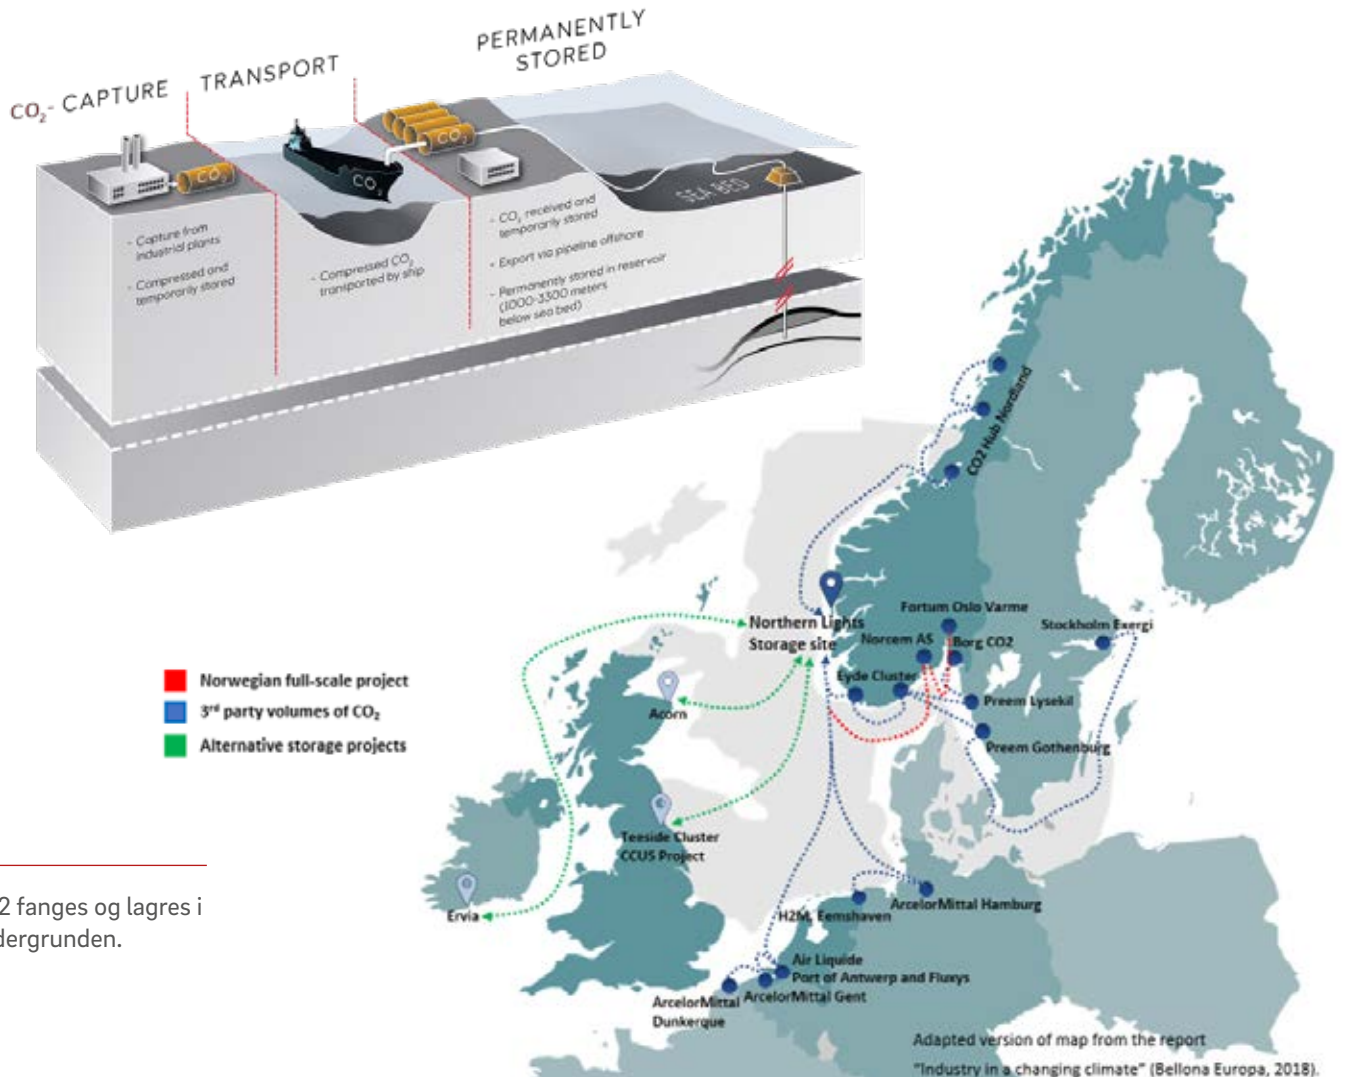 CO₂- CAPTURE
TRANSPORT
PERMANENTLY
STORED
CO₂
CO₂
CO₂
SEA BED
- Capture from
industrial plants
- Compressed and
temporarily stored
- Compressed CO₂
transported by ship
- CO₂ received and
temporarily stored
- Export via pipeline offshore
- Permanently stored in reservoir
(1000-3300 meters
below sea bed)
CO2 Hub Nordland
Northern Lights
Storage site
Fortum Oslo Varme
Norcem AS
Borg CO2
Stockholm Exergi
Eyde Cluster
Preem Lysekil
Preem Gothenburg
Norwegian full-scale project
3rd party volumes of CO₂
Alternative storage projects
Acorn
Teeside Cluster
CCUS Project
Ervia
H2M, Eemshaven
ArcelorMittal Hamburg
Air Liquide
Port of Antwerp and Fluxys
ArcelorMittal Gent
ArcelorMittal
Dunkerque
2 fanges og lagres i
dergrunden.
Adapted version of map from the report
"Industry in a changing climate" (Bellona Europa, 2018).